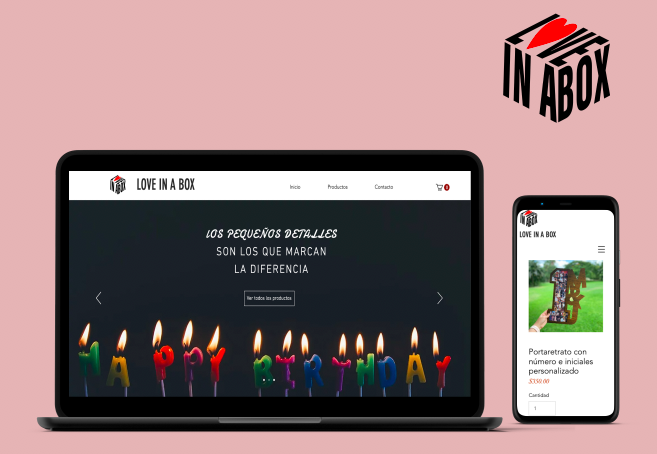 LOVE
IN A BOX
LOVE IN A BOX
Inicio
Productos
Contacto
0
LOS PEQUEÑOS DETALLES
SON LOS QUE MARCAN
LA DIFERENCIA
Ver todos los productos
HAPPY BIRTHDAY
LOVE IN A BOX
Portaretrato con
número e iniciales
personalizado
$350.00
Cantidad
1